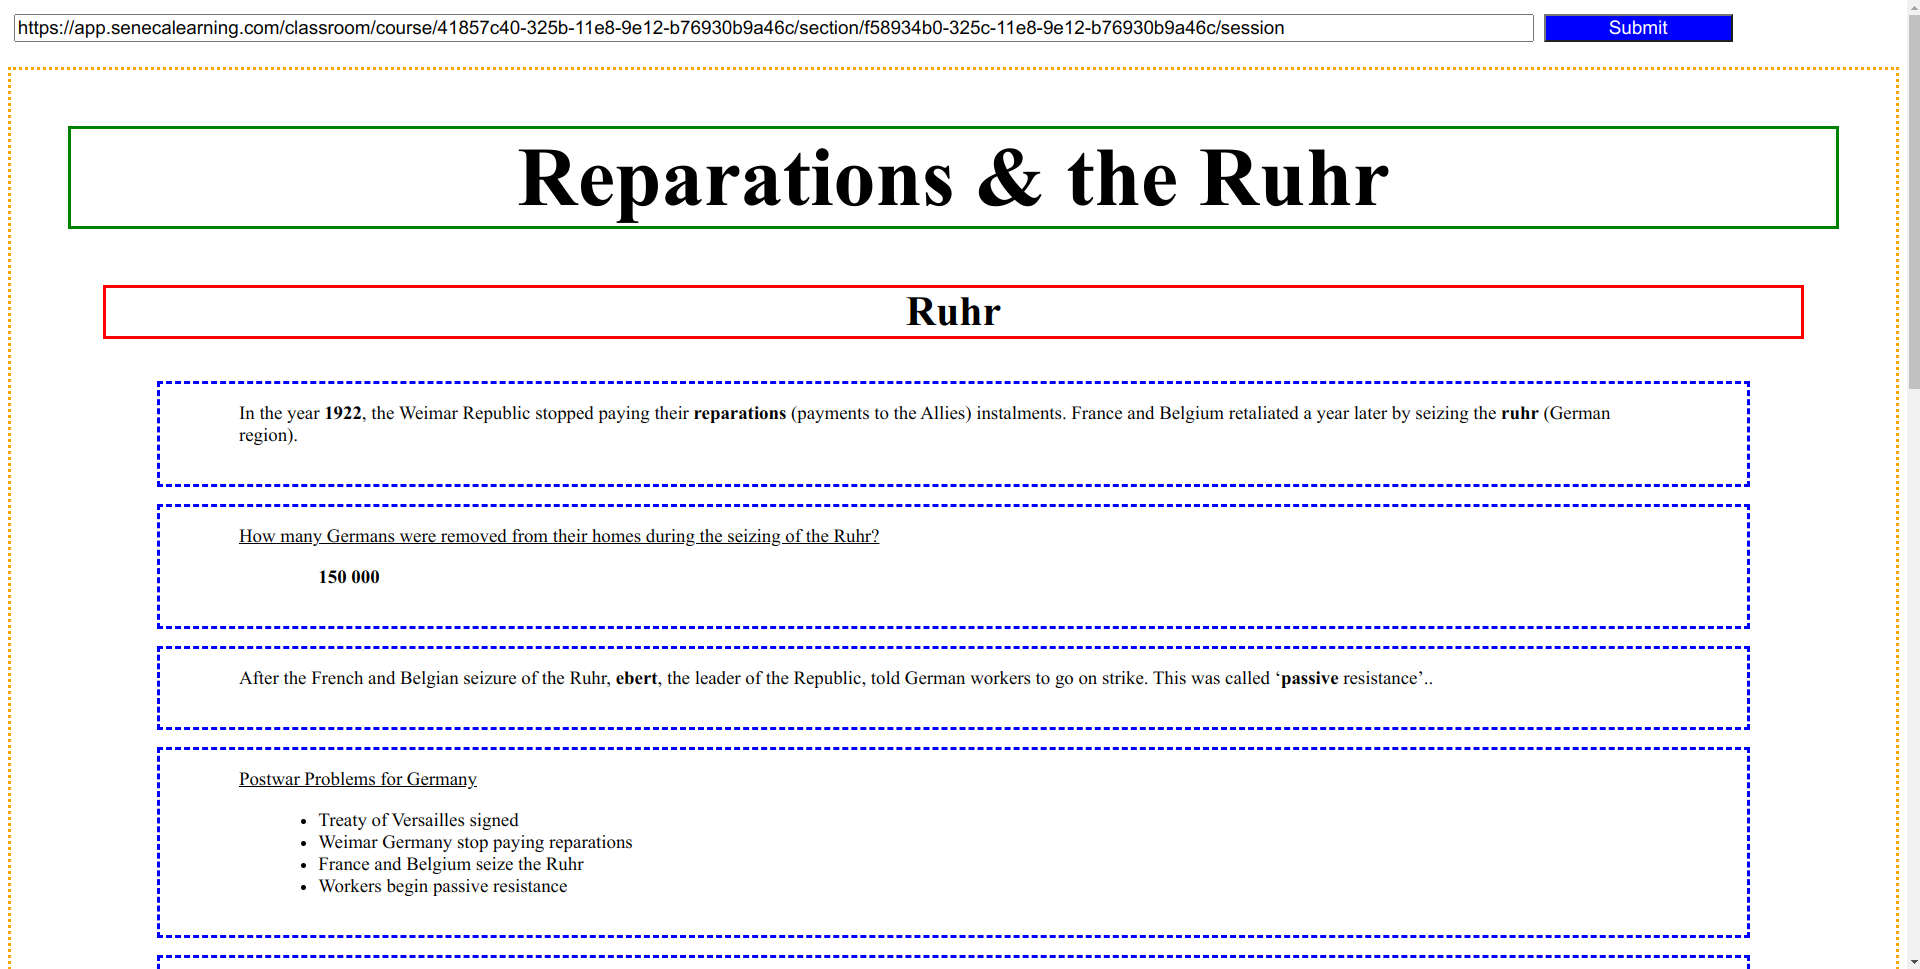 https://app.senecalearning.com/classroom/course/41857c40-325b-11e8-9e12-b76930b9a46c/section/f58934b0-325c-11e8-9e12-b76930b9a46c/session
Submit
Reparations & the Ruhr
Ruhr
In the year 1922, the Weimar Republic stopped paying their reparations (payments to the Allies) instalments. France and Belgium retaliated a year later by seizing the ruhr (German
region).
How many Germans were removed from their homes during the seizing of the Ruhr?
150 000
After the French and Belgian seizure of the Ruhr, ebert, the leader of the Republic, told German workers to go on strike. This was called ‘passive resistance’..
Postwar Problems for Germany
• Treaty of Versailles signed
• Weimar Germany stop paying reparations
• France and Belgium seize the Ruhr
• Workers begin passive resistance